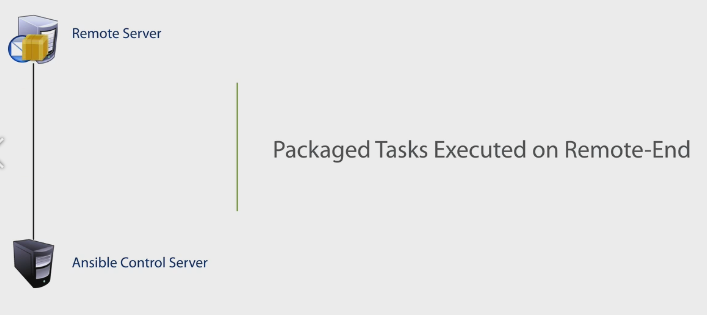 Remote Server
Packaged Tasks Executed on Remote-End
Ansible Control Server